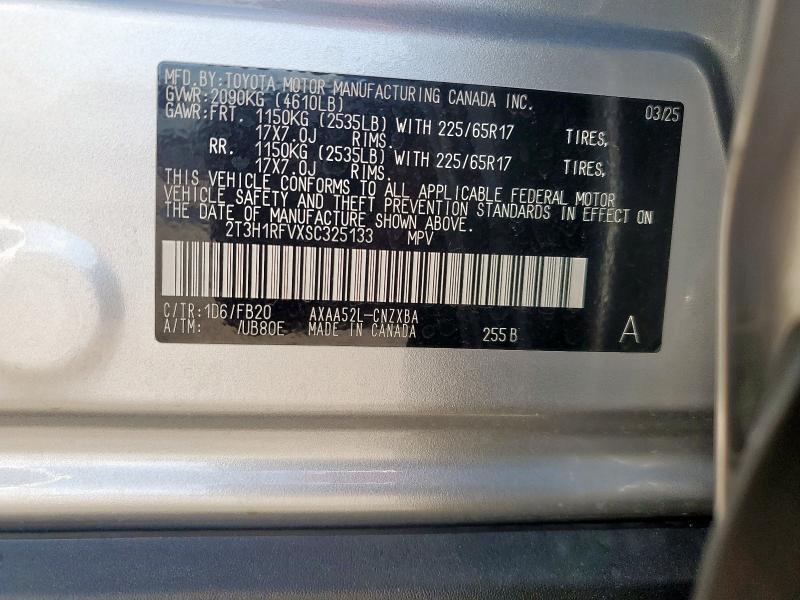 MFD.BY:TOYOTA MOTOR MANUFACTURING CANADA INC.
GVWR:2090KG (4610LB) 03/25
GAWR:FRT. 1150KG (2535LB) WITH 225/65R17 TIRES,
17X7.0J RIMS.
RR. 1150KG (2535LB) WITH 225/65R17 TIRES,
17X7.0J RIMS.
THIS VEHICLE CONFORMS TO ALL APPLICABLE FEDERAL MOTOR
VEHICLE SAFETY AND THEFT PREVENTION STANDARDS IN EFFECT ON
THE DATE OF MANUFACTURE SHOWN ABOVE.
2T3H1RFVXSC325133 MPV
C/TR:1D6/FB20 AXAA52L-CNZXBA
A/TM: /UB80E MADE IN CANADA 255B A